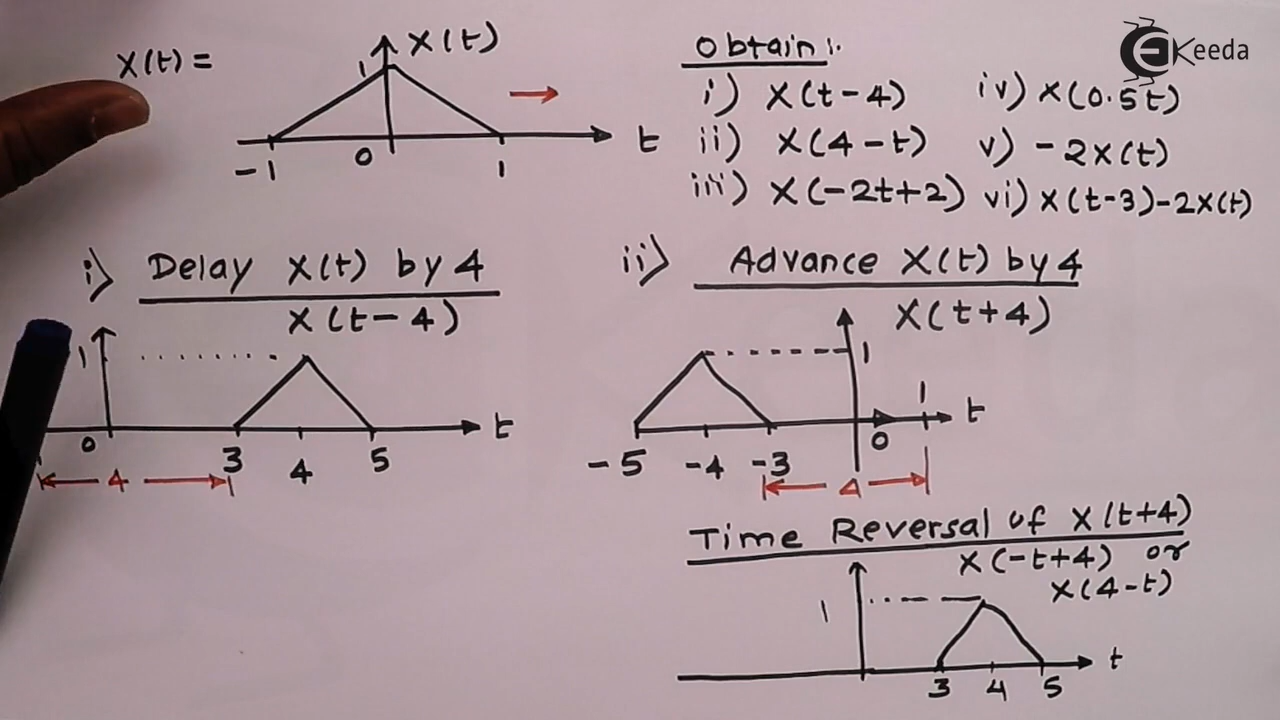 x(t) =
x(t)
1
-1 0 1 t
Obtain:
i) x(t-4)
ii) x(4-t)
iii) x(-2t+2)
iv) x(0.5t)
v) -2x(t)
vi) x(t-3)-2x(t)
EKeeda
i) Delay x(t) by 4
x(t-4)
1
0 3 4 5 t
4
ii) Advance x(t) by 4
x(t+4)
1
-5 -4 -3 0 1 t
4
Time Reversal of x(t+4)
x(-t+4) or
x(4-t)
1
3 4 5 t